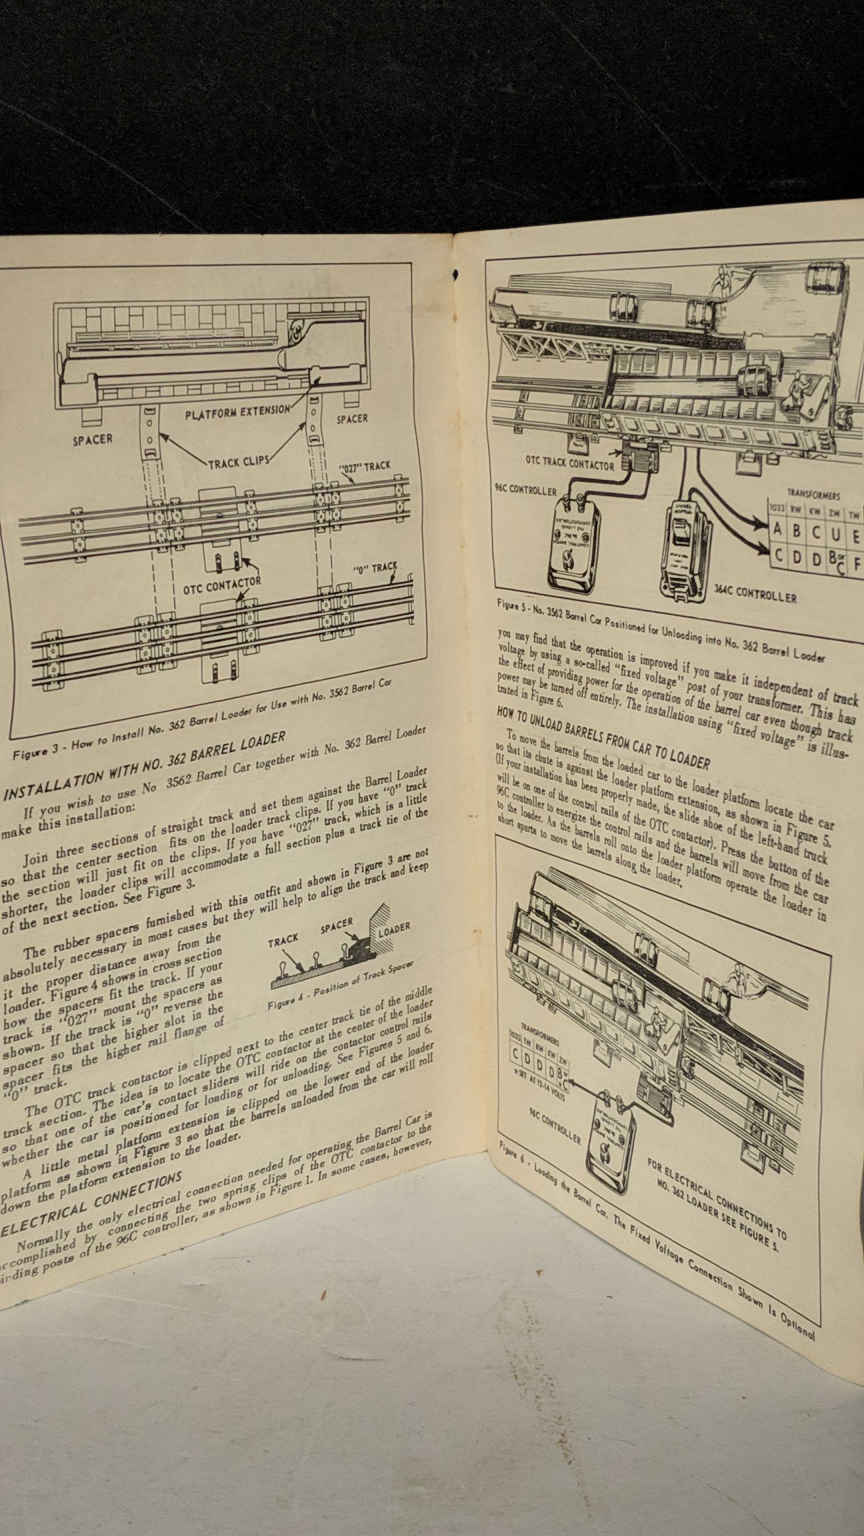 PLATFORM EXTENSION
SPACER
SPACER
TRACK CLIPS
"027" TRACK
OTC CONTACTOR
"0" TRACK
Figure 3 - How to Install No. 362 Barrel Loader for Use with No. 3562 Barrel Car
INSTALLATION WITH NO. 362 BARREL LOADER
If you wish to use No 3562 Barrel Car together with No. 362 Barrel Loader
make this installation:
Join three sections of straight track and set them against the Barrel Loader
so that the center section fits on the loader track clips. If you have "0" track
the section will just fit on the clips. If you have "027" track, which is a little
shorter, the loader clips will accommodate a full section plus a track tie of the
of the next section. See Figure 3.
The rubber spacers furnished with this outfit and shown in Figure 3 are not
absolutely necessary in most cases but they will help to align the track and keep
it the proper distance away from the
loader. Figure 4 shows in cross section
how the spacers fit the track. If your
track is "027" mount the spacers as
shown. If the track is "0" reverse the
spacer so that the higher slot in the
spacer fits the higher rail flange of
"0" track.
TRACK
SPACER
LOADER
Figure 4 - Position of Track Spacer
The OTC track contactor is clipped next to the center track tie of the middle
track section. The idea is to locate the OTC contactor at the center of the loader
so that one of the car's contact sliders will ride on the contactor control rails
whether the car is positioned for loading or for unloading. See Figures 5 and 6.
A little metal platform extension is clipped on the lower end of the loader
platform as shown in Figure 3 so that the barrels unloaded from the car will roll
down the platform extension to the loader.
ELECTRICAL CONNECTIONS
Normally the only electrical connection needed for operating the Barrel Car is
accomplished by connecting the two spring clips of the OTC contactor to the
binding posts of the 96C controller, as shown in Figure 1. In some cases, however,
OTC TRACK CONTACTOR
96C CONTROLLER
TRANSFORMERS
1033 RW KW ZW TW
A B C U E
C D D B or C F
364C CONTROLLER
Figure 5 - No. 3562 Barrel Car Positioned for Unloading into No. 362 Barrel Loader
you may find that the operation is improved if you make it independent of track
voltage by using a so-called "fixed voltage" post of your transformer. This has
the effect of providing power for the operation of the barrel car even though track
power may be turned off entirely. The installation using "fixed voltage" is illus-
trated in Figure 6.
HOW TO UNLOAD BARRELS FROM CAR TO LOADER
To move the barrels from the loaded car to the loader platform locate the car
so that its chute is against the loader platform extension, as shown in Figure 5.
(If your installation has been properly made, the slide shoe of the left-hand truck
will be on one of the control rails of the OTC contactor). Press the button of the
96C controller to energize the control rails and the barrels will move from the car
to the loader. As the barrels roll onto the loader platform operate the loader in
short spurts to move the barrels along the loader.
TRANSFORMERS
C D D D
SET AT 12-14 VOLTS
96C CONTROLLER
FOR ELECTRICAL CONNECTIONS TO
NO. 362 LOADER SEE FIGURE 5.
Figure 6 - Loading the Barrel Car. The Fixed Voltage Connection Shown Is Optional